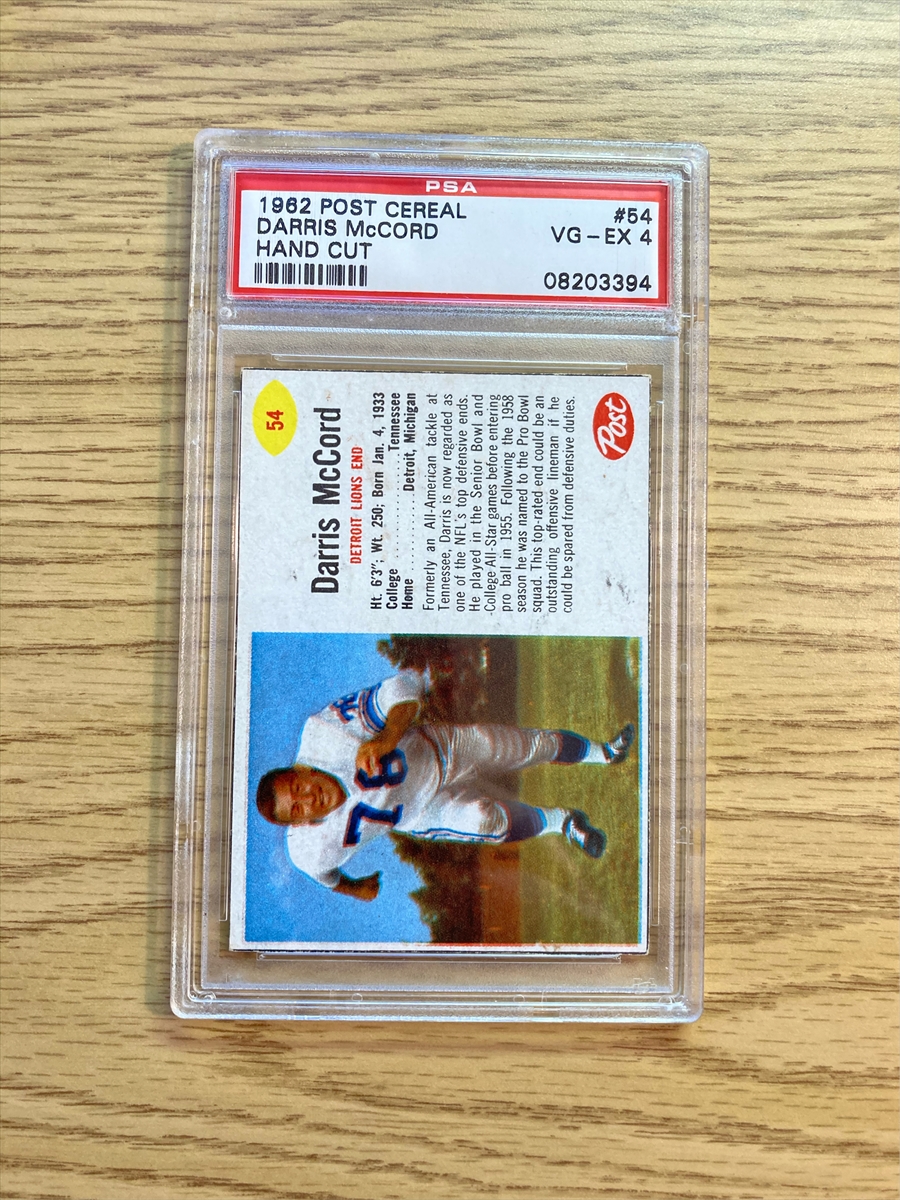 PSA
1962 POST CEREAL #54
DARRIS McCORD VG-EX 4
HAND CUT
08203394
54
Darris McCord
DETROIT LIONS END
Ht. 6'3"; Wt. 250; Born Jan. 4, 1933
College .......... Tennessee
Home .......... Detroit, Michigan
Formerly an All-American tackle at
Tennessee, Darris is now regarded as
one of the NFL's top defensive ends.
He played in the Senior Bowl and
College All-Star games before entering
pro ball in 1955. Following the 1958
season he was named to the Pro Bowl
squad. This top-rated end could be an
outstanding offensive lineman if he
could be spared from defensive duties.
Post
78
78